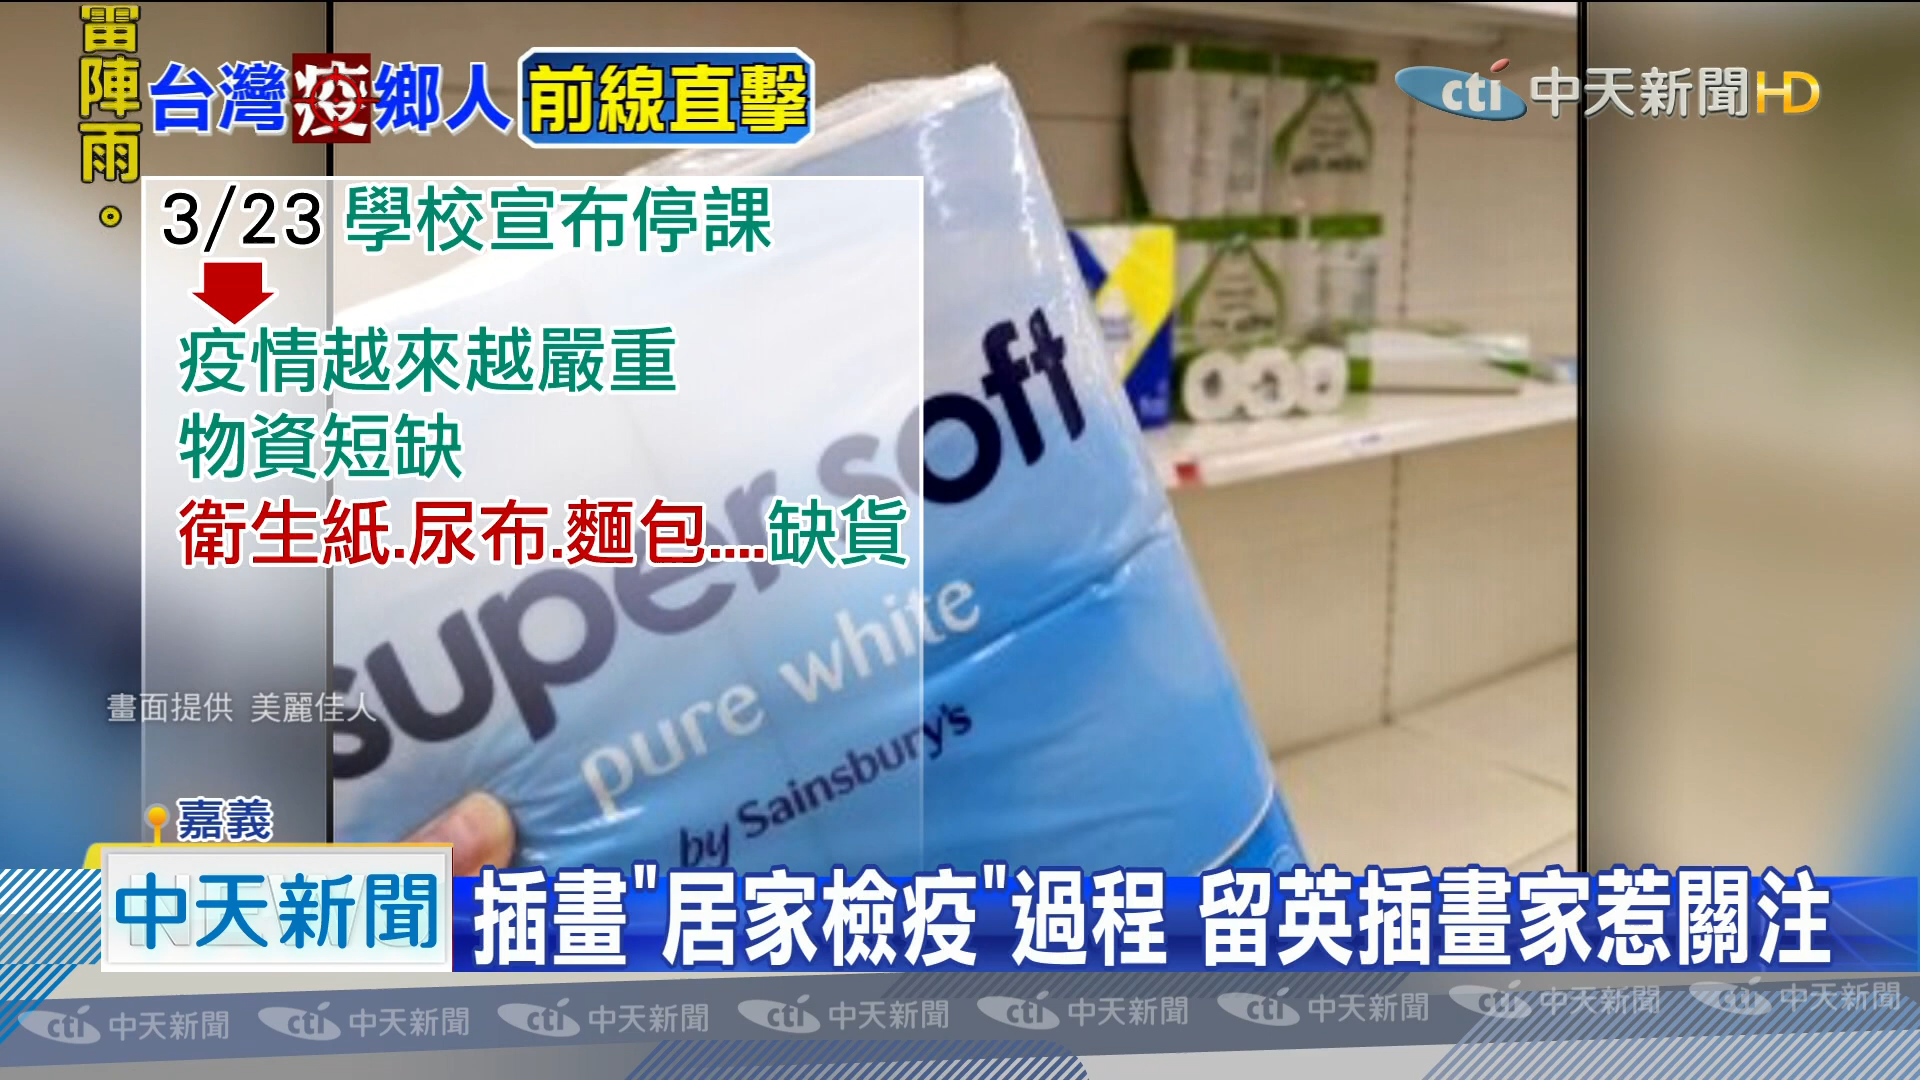 雷陣雨。
台灣疫鄉人 前線直擊
cti 中天新聞HD
3/23 學校宣布停課
疫情越來越嚴重
物資短缺
衛生紙.尿布.麵包....缺貨
super soft
pure white
by Sainsbury's
畫面提供 美麗佳人
嘉義
中天新聞
插畫"居家檢疫"過程 留英插畫家惹關注
cti 中天新聞 cti 中天新聞 cti 中天新聞 cti 中天新聞 cti 中天新聞 cti 中天新聞 cti 中天新聞 cti 中天新聞